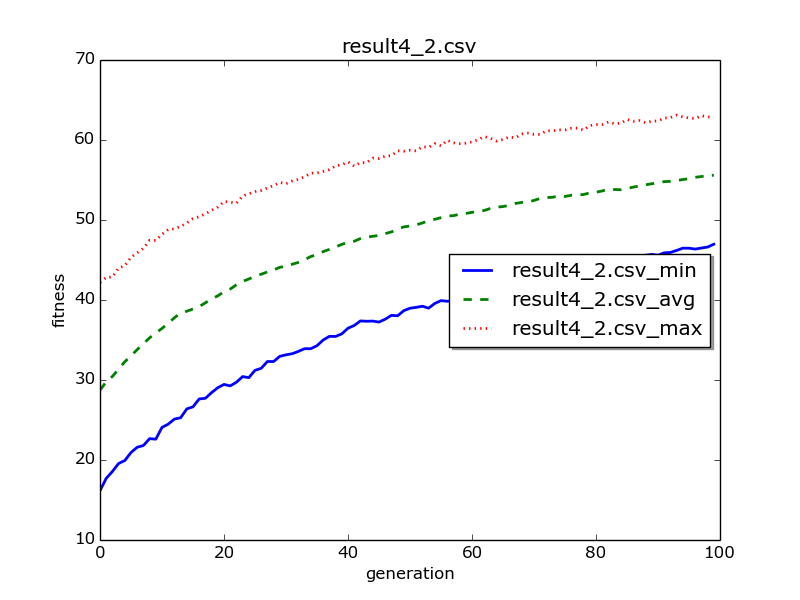 result4_2.csv
70
60
50
40
30
20
10
fitness
result4_2.csv_min
result4_2.csv_avg
result4_2.csv_max
0
20
40
60
80
100
generation